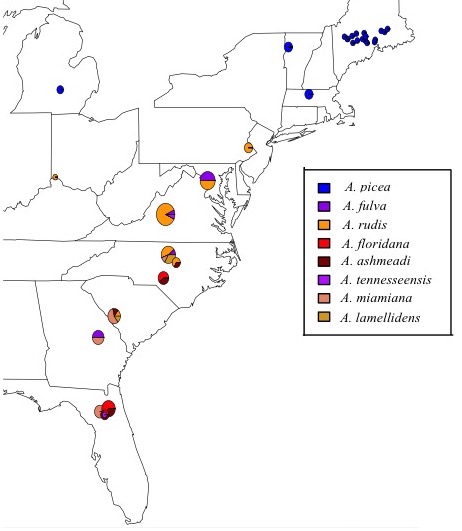 A. picea
A. fulva
A. rudis
A. floridana
A. ashmeadi
A. tennesseensis
A. miamiana
A. lamellidens